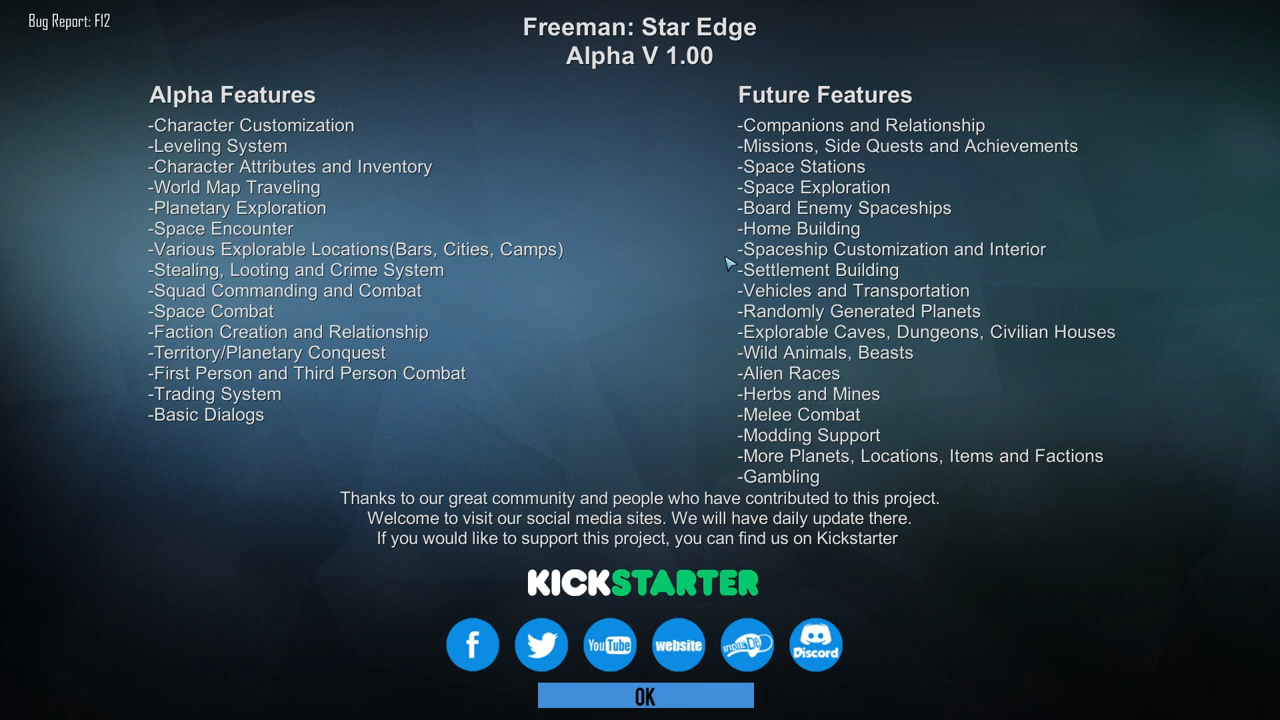 Bug Report: F12
Freeman: Star Edge
Alpha V 1.00
Alpha Features
-Character Customization
-Leveling System
-Character Attributes and Inventory
-World Map Traveling
-Planetary Exploration
-Space Encounter
-Various Explorable Locations(Bars, Cities, Camps)
-Stealing, Looting and Crime System
-Squad Commanding and Combat
-Space Combat
-Faction Creation and Relationship
-Territory/Planetary Conquest
-First Person and Third Person Combat
-Trading System
-Basic Dialogs
Future Features
-Companions and Relationship
-Missions, Side Quests and Achievements
-Space Stations
-Space Exploration
-Board Enemy Spaceships
-Home Building
-Spaceship Customization and Interior
-Settlement Building
-Vehicles and Transportation
-Randomly Generated Planets
-Explorable Caves, Dungeons, Civilian Houses
-Wild Animals, Beasts
-Alien Races
-Herbs and Mines
-Melee Combat
-Modding Support
-More Planets, Locations, Items and Factions
-Gambling
Thanks to our great community and people who have contributed to this project.
Welcome to visit our social media sites. We will have daily update there.
If you would like to support this project, you can find us on Kickstarter
KICKSTARTER
f YouTube website IndieDB Discord
OK